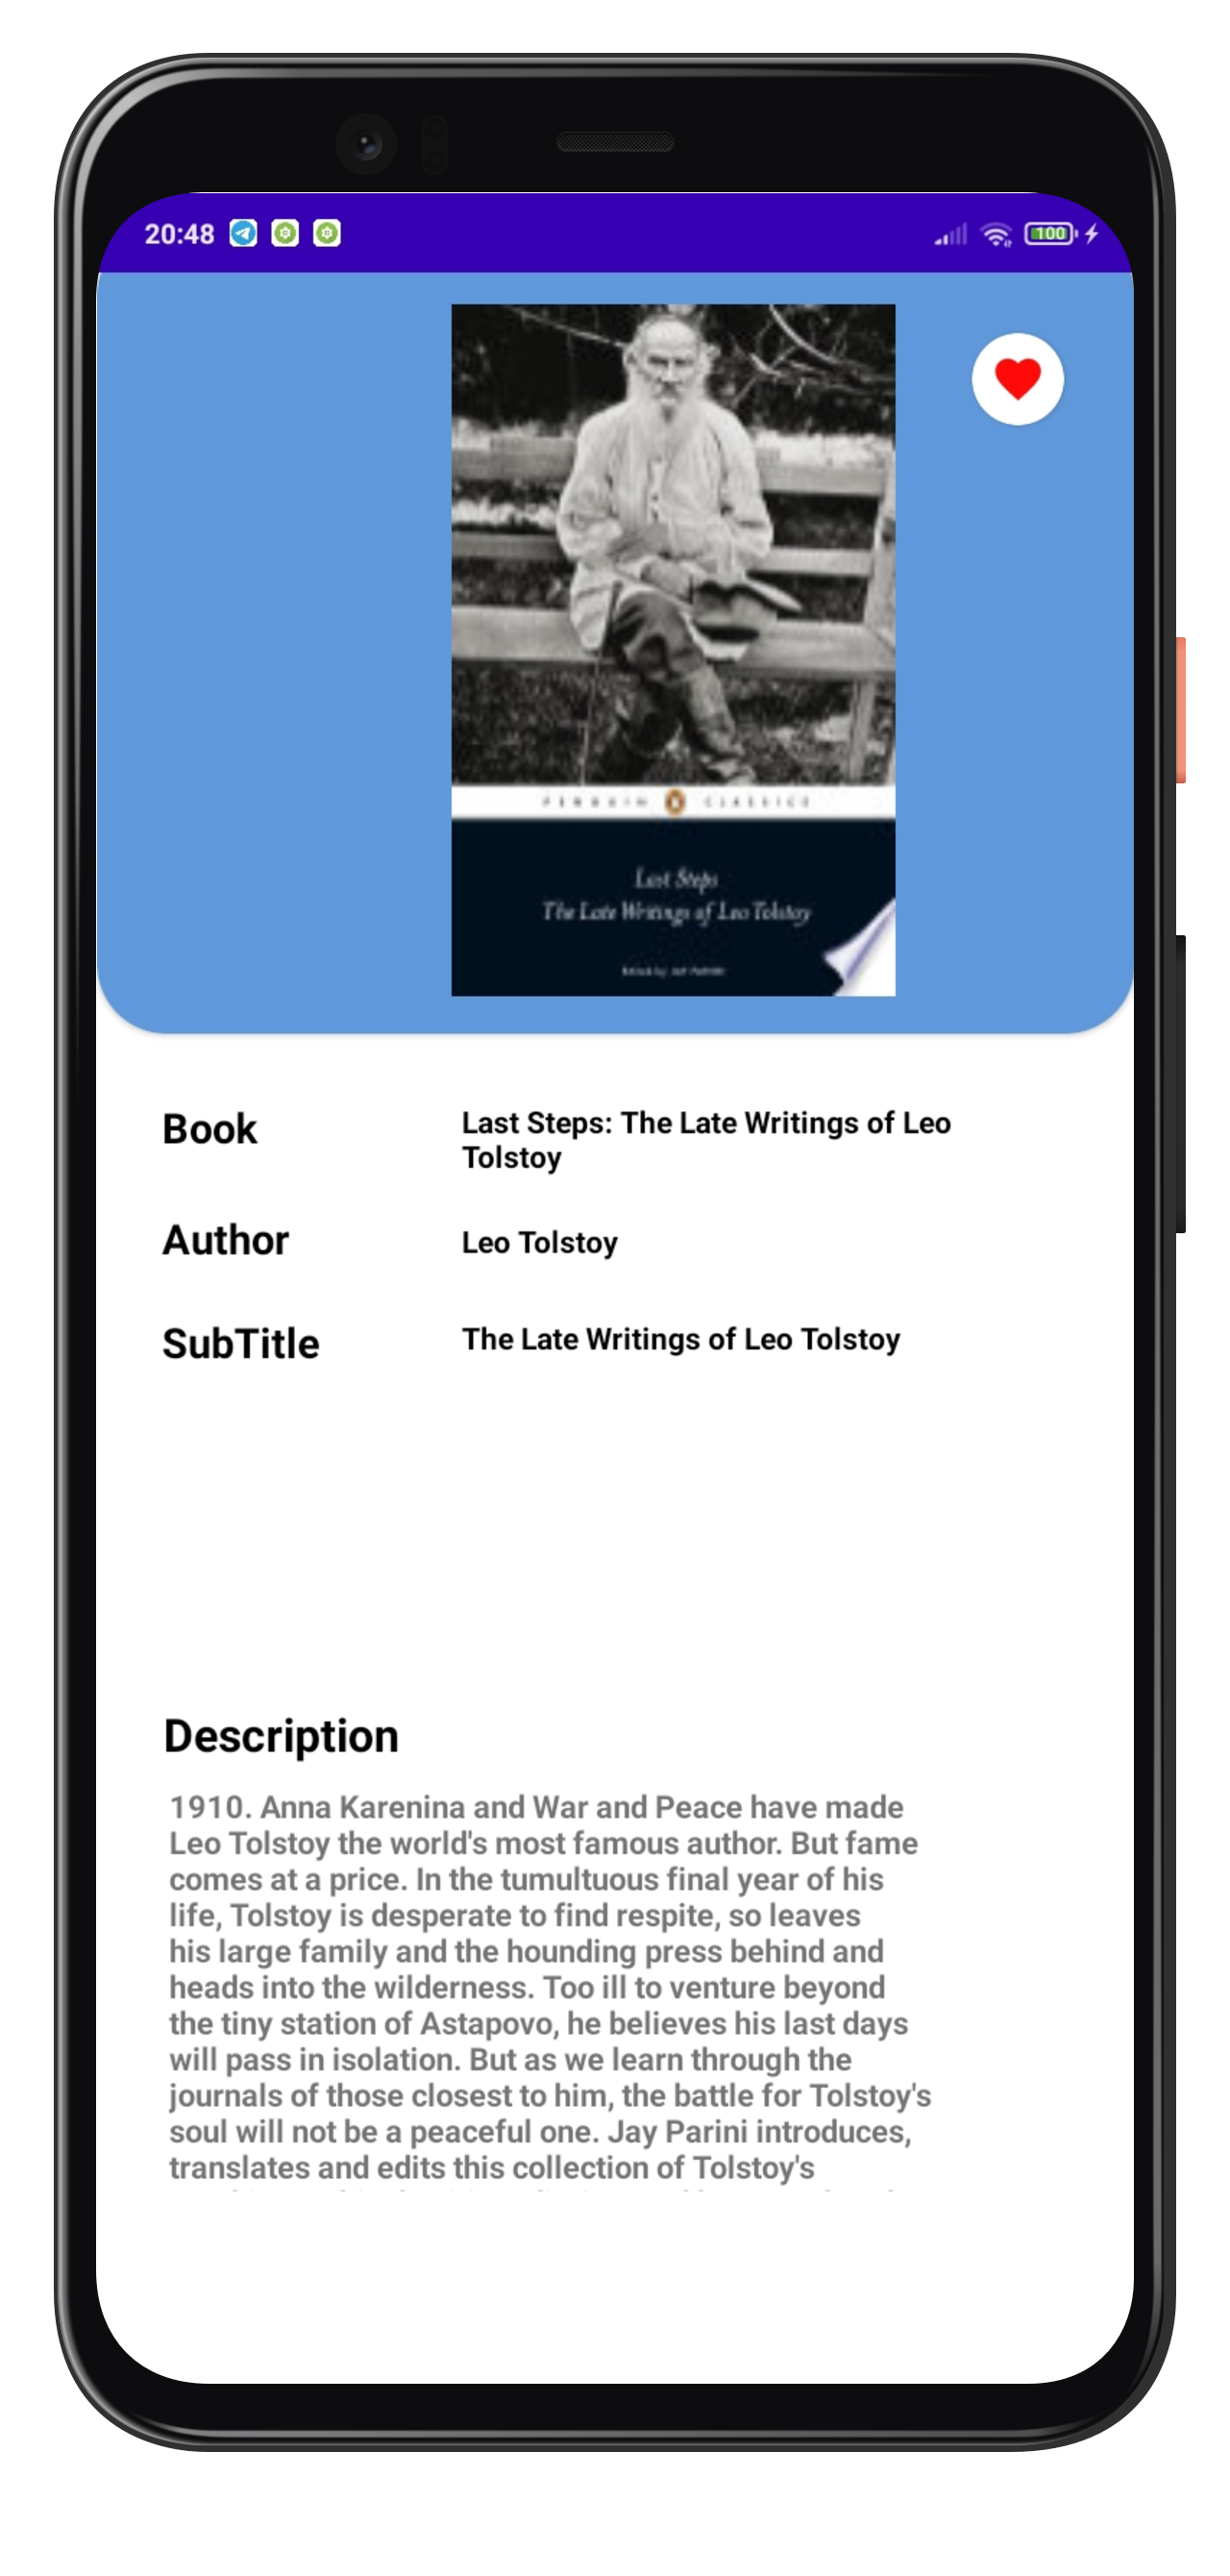 20:48
100
PENGUIN CLASSICS
Last Steps
The Late Writings of Leo Tolstoy
Edited by Jay Parini
Book
Last Steps: The Late Writings of Leo
Tolstoy
Author
Leo Tolstoy
SubTitle
The Late Writings of Leo Tolstoy
Description
1910. Anna Karenina and War and Peace have made
Leo Tolstoy the world's most famous author. But fame
comes at a price. In the tumultuous final year of his
life, Tolstoy is desperate to find respite, so leaves
his large family and the hounding press behind and
heads into the wilderness. Too ill to venture beyond
the tiny station of Astapovo, he believes his last days
will pass in isolation. But as we learn through the
journals of those closest to him, the battle for Tolstoy's
soul will not be a peaceful one. Jay Parini introduces,
translates and edits this collection of Tolstoy's